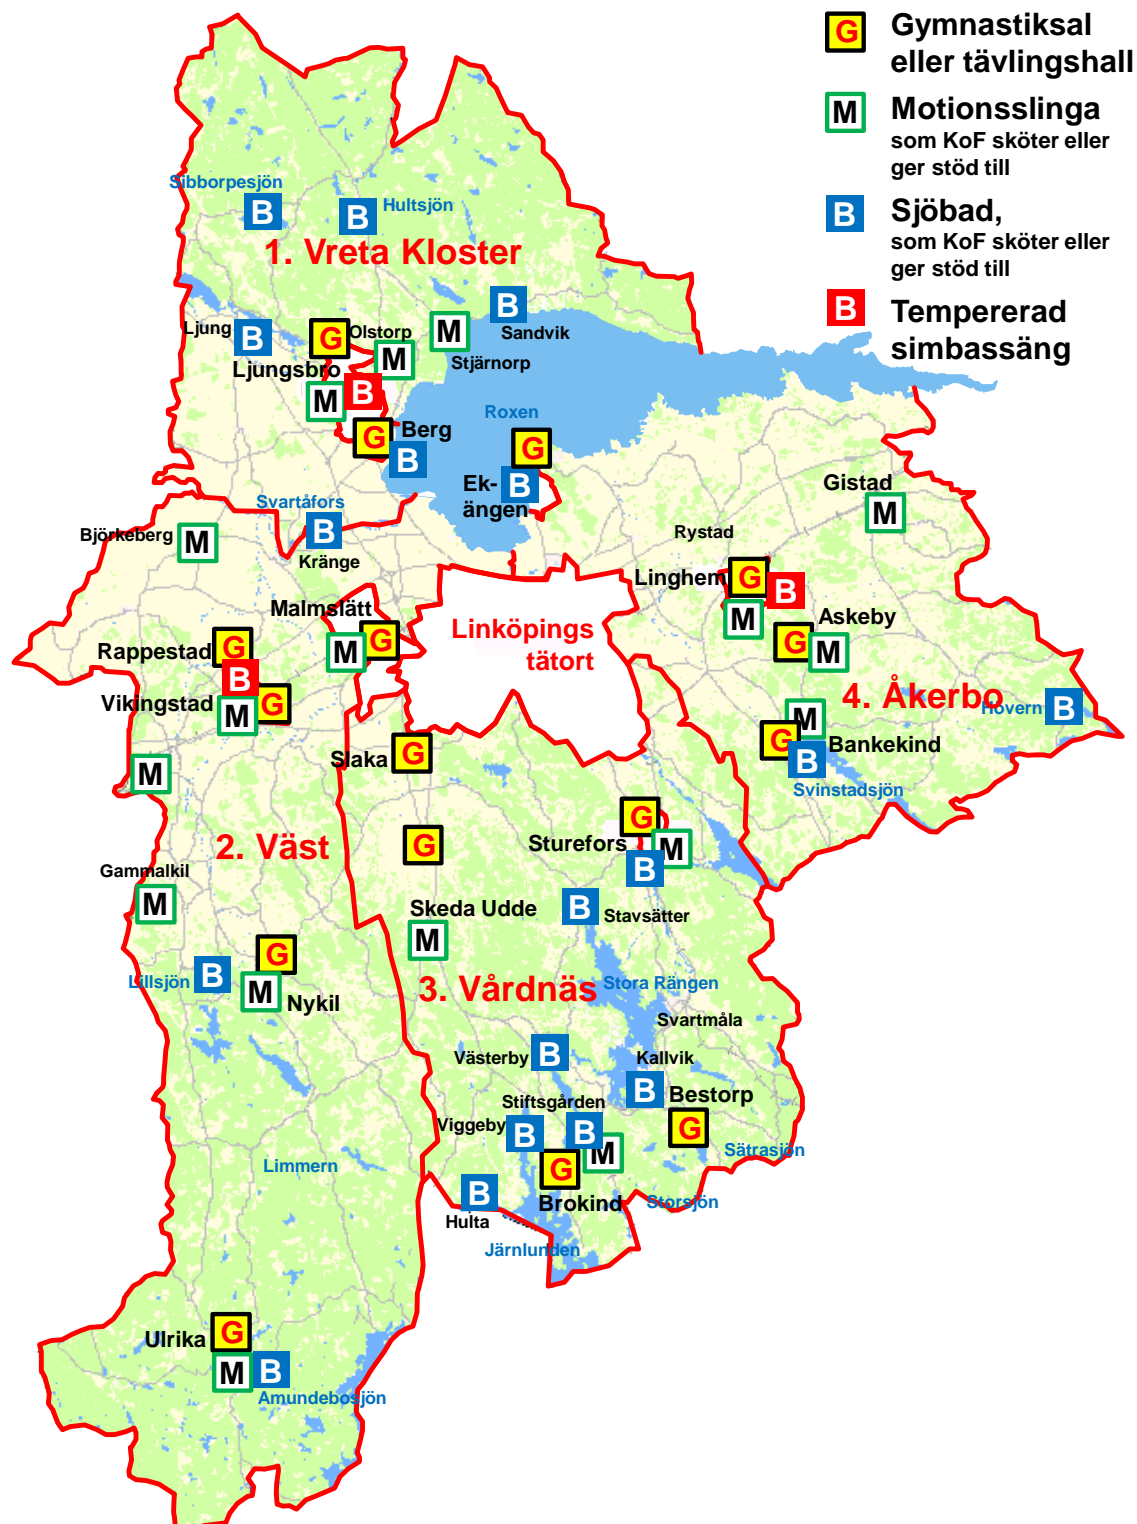 G Gymnastiksal
eller tävlingshall
M Motionsslinga
som KoF sköter eller
ger stöd till
B Sjöbad,
som KoF sköter eller
ger stöd till
B Tempererad
simbassäng
Sibborpesjön
B
B Hultsjön
1. Vreta Kloster
B
Sandvik
Ljung B
G Olstorp
M
M
Stjärnorp
Ljungsbro
M B
G Berg
B
Roxen
G
B
Ek-
ängen
Gistad
M
Svartåfors
B
Kränge
Björkeberg M
Rystad
Linghem G
B
M
Askeby
G M
Malmslätt
M G
Linköpings
tätort
Rappestad G
B
Vikingstad M G
4. Åkerbo
Hovern B
M
G Bankekind
B
Svinstadsjön
Slaka G
M
G
G
Sturefors M
B
2. Väst
Gammalkil
M
B
Stavsätter
Skeda Udde
M
G
Lillsjön B
M Nykil
3. Vårdnäs
Stora Rängen
Svartmåla
Västerby B
Kallvik
B Bestorp
G
Stiftsgården
Viggeby B
B
M
Sätrasjön
G
Brokind
Storsjön
B
Hulta
Järnlunden
Limmern
Ulrika G
M B
Amundebosjön